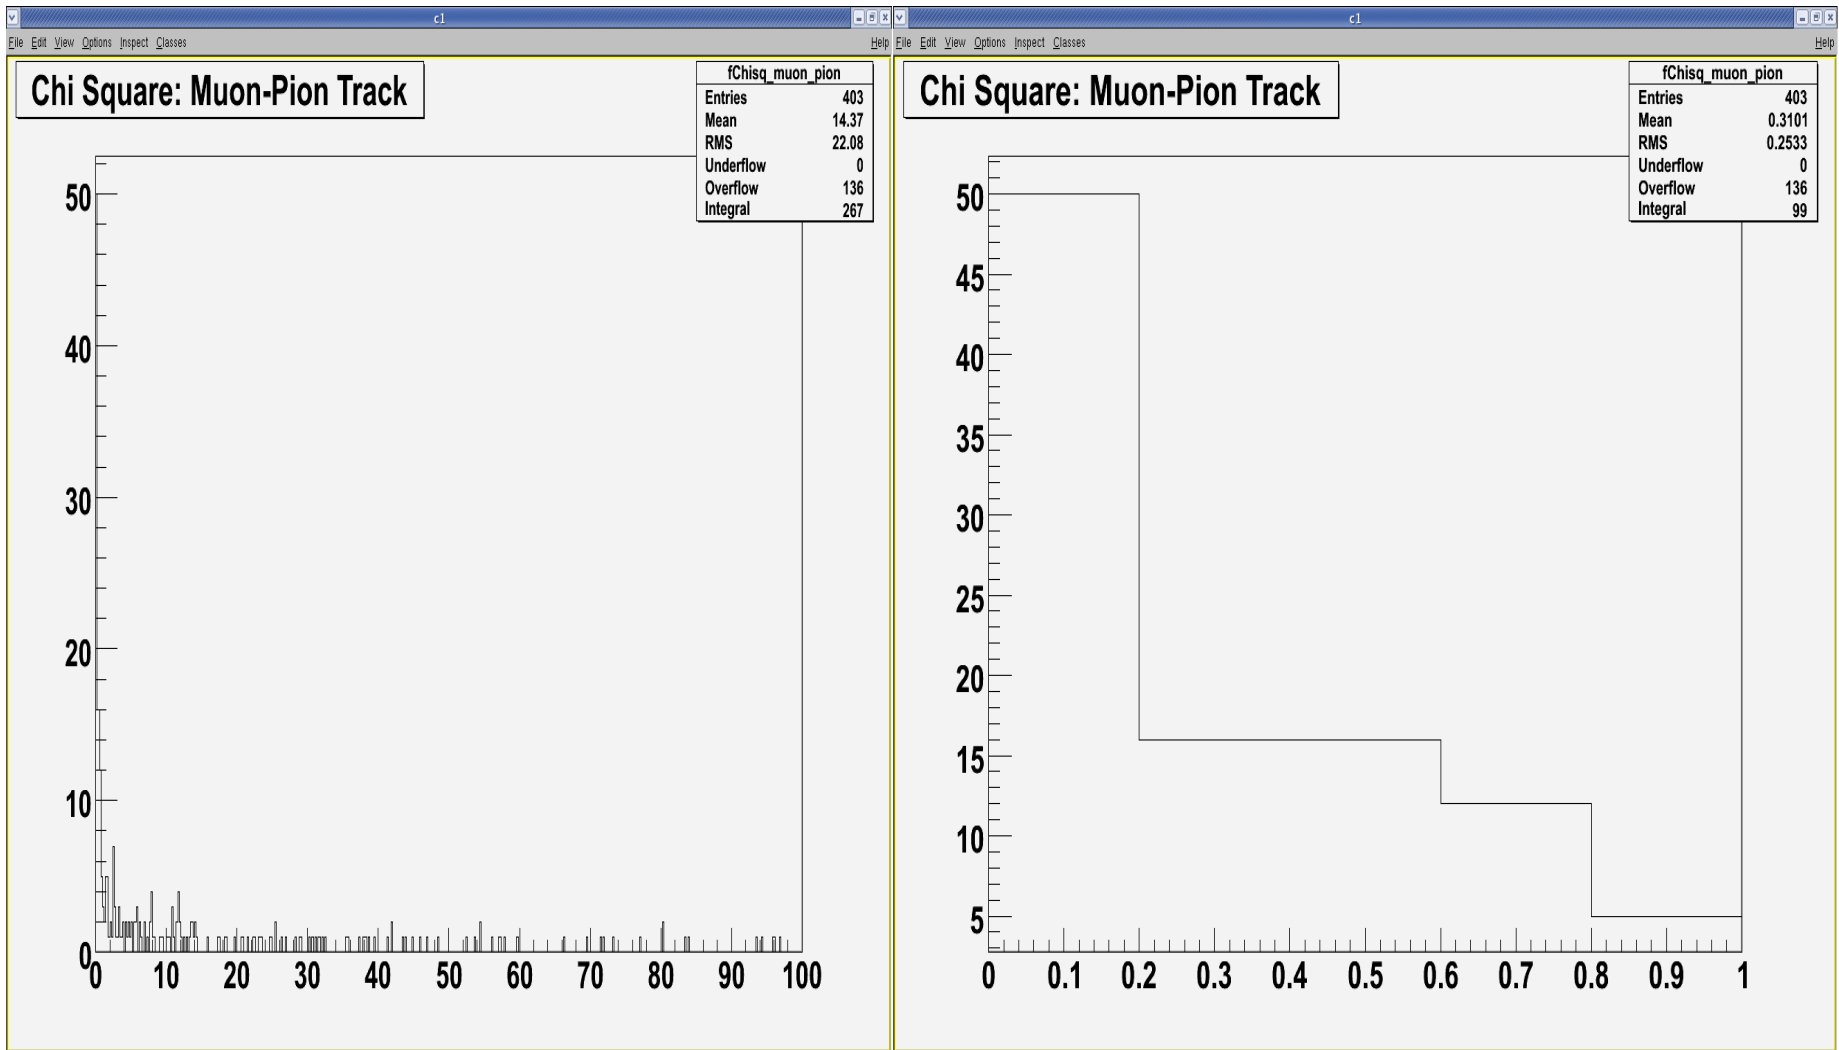 c1
File Edit View Options Inspect Classes Help
Chi Square: Muon-Pion Track
fChisq_muon_pion
Entries 403
Mean 14.37
RMS 22.08
Underflow 0
Overflow 136
Integral 267
50
40
30
20
10
0
0 10 20 30 40 50 60 70 80 90 100
c1
File Edit View Options Inspect Classes Help
Chi Square: Muon-Pion Track
fChisq_muon_pion
Entries 403
Mean 0.3101
RMS 0.2533
Underflow 0
Overflow 136
Integral 99
50
45
40
35
30
25
20
15
10
5
0 0.1 0.2 0.3 0.4 0.5 0.6 0.7 0.8 0.9 1